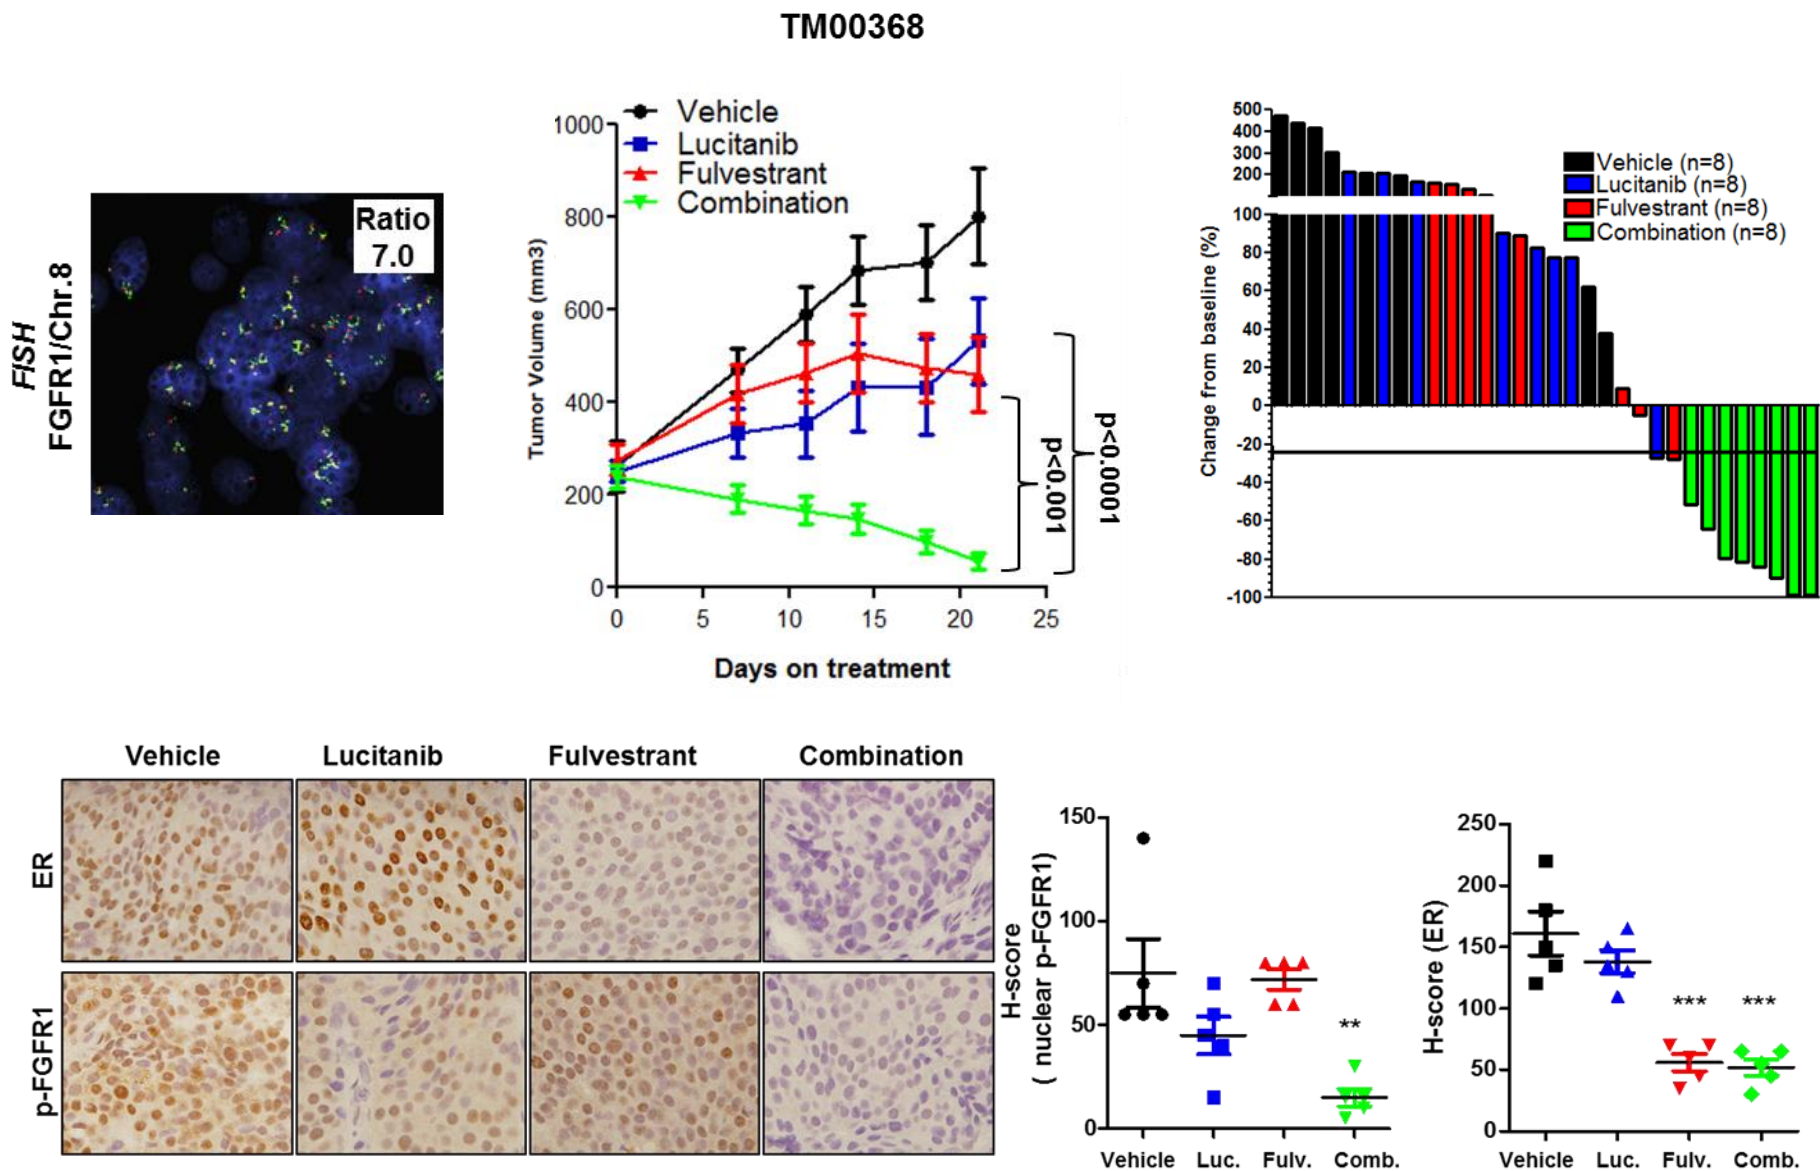 TM00368
FISH
FGFR1/Chr.8
Ratio
7.0
Vehicle
Lucitanib
Fulvestrant
Combination
Tumor Volume (mm3)
1000
800
600
400
200
0
0 5 10 15 20 25
Days on treatment
p<0.001
p<0.0001
Change from baseline (%)
500
400
300
200
100
80
60
40
20
0
-20
-40
-60
-80
-100
Vehicle (n=8)
Lucitanib (n=8)
Fulvestrant (n=8)
Combination (n=8)
Vehicle Lucitanib Fulvestrant Combination
ER
p-FGFR1
H-score
( nuclear p-FGFR1)
150
100
50
0
**
Vehicle Luc. Fulv. Comb.
H-score (ER)
250
200
150
100
50
0
*** ***
Vehicle Luc. Fulv. Comb.